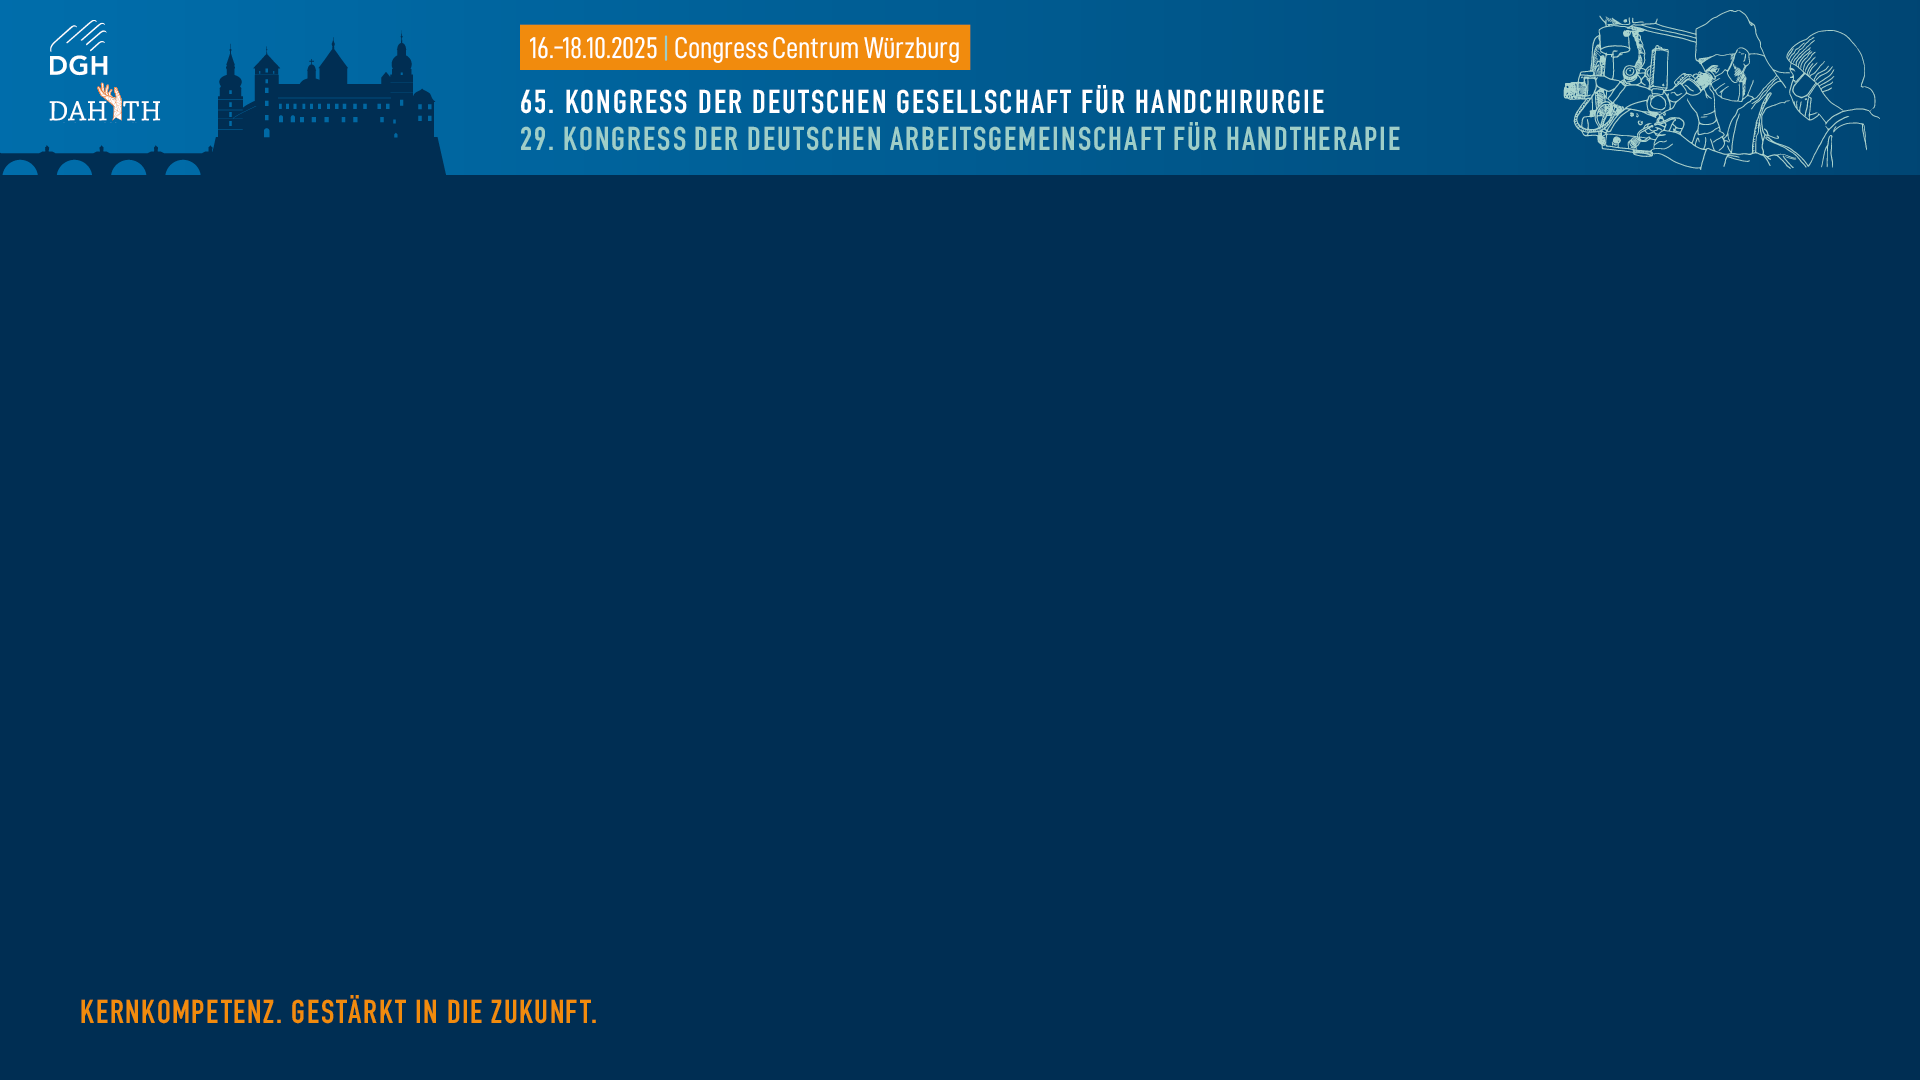 DGH
DAHTH
16.-18.10.2025 | Congress Centrum Würzburg
65. KONGRESS DER DEUTSCHEN GESELLSCHAFT FÜR HANDCHIRURGIE
29. KONGRESS DER DEUTSCHEN ARBEITSGEMEINSCHAFT FÜR HANDTHERAPIE
KERNKOMPETENZ. GESTÄRKT IN DIE ZUKUNFT.